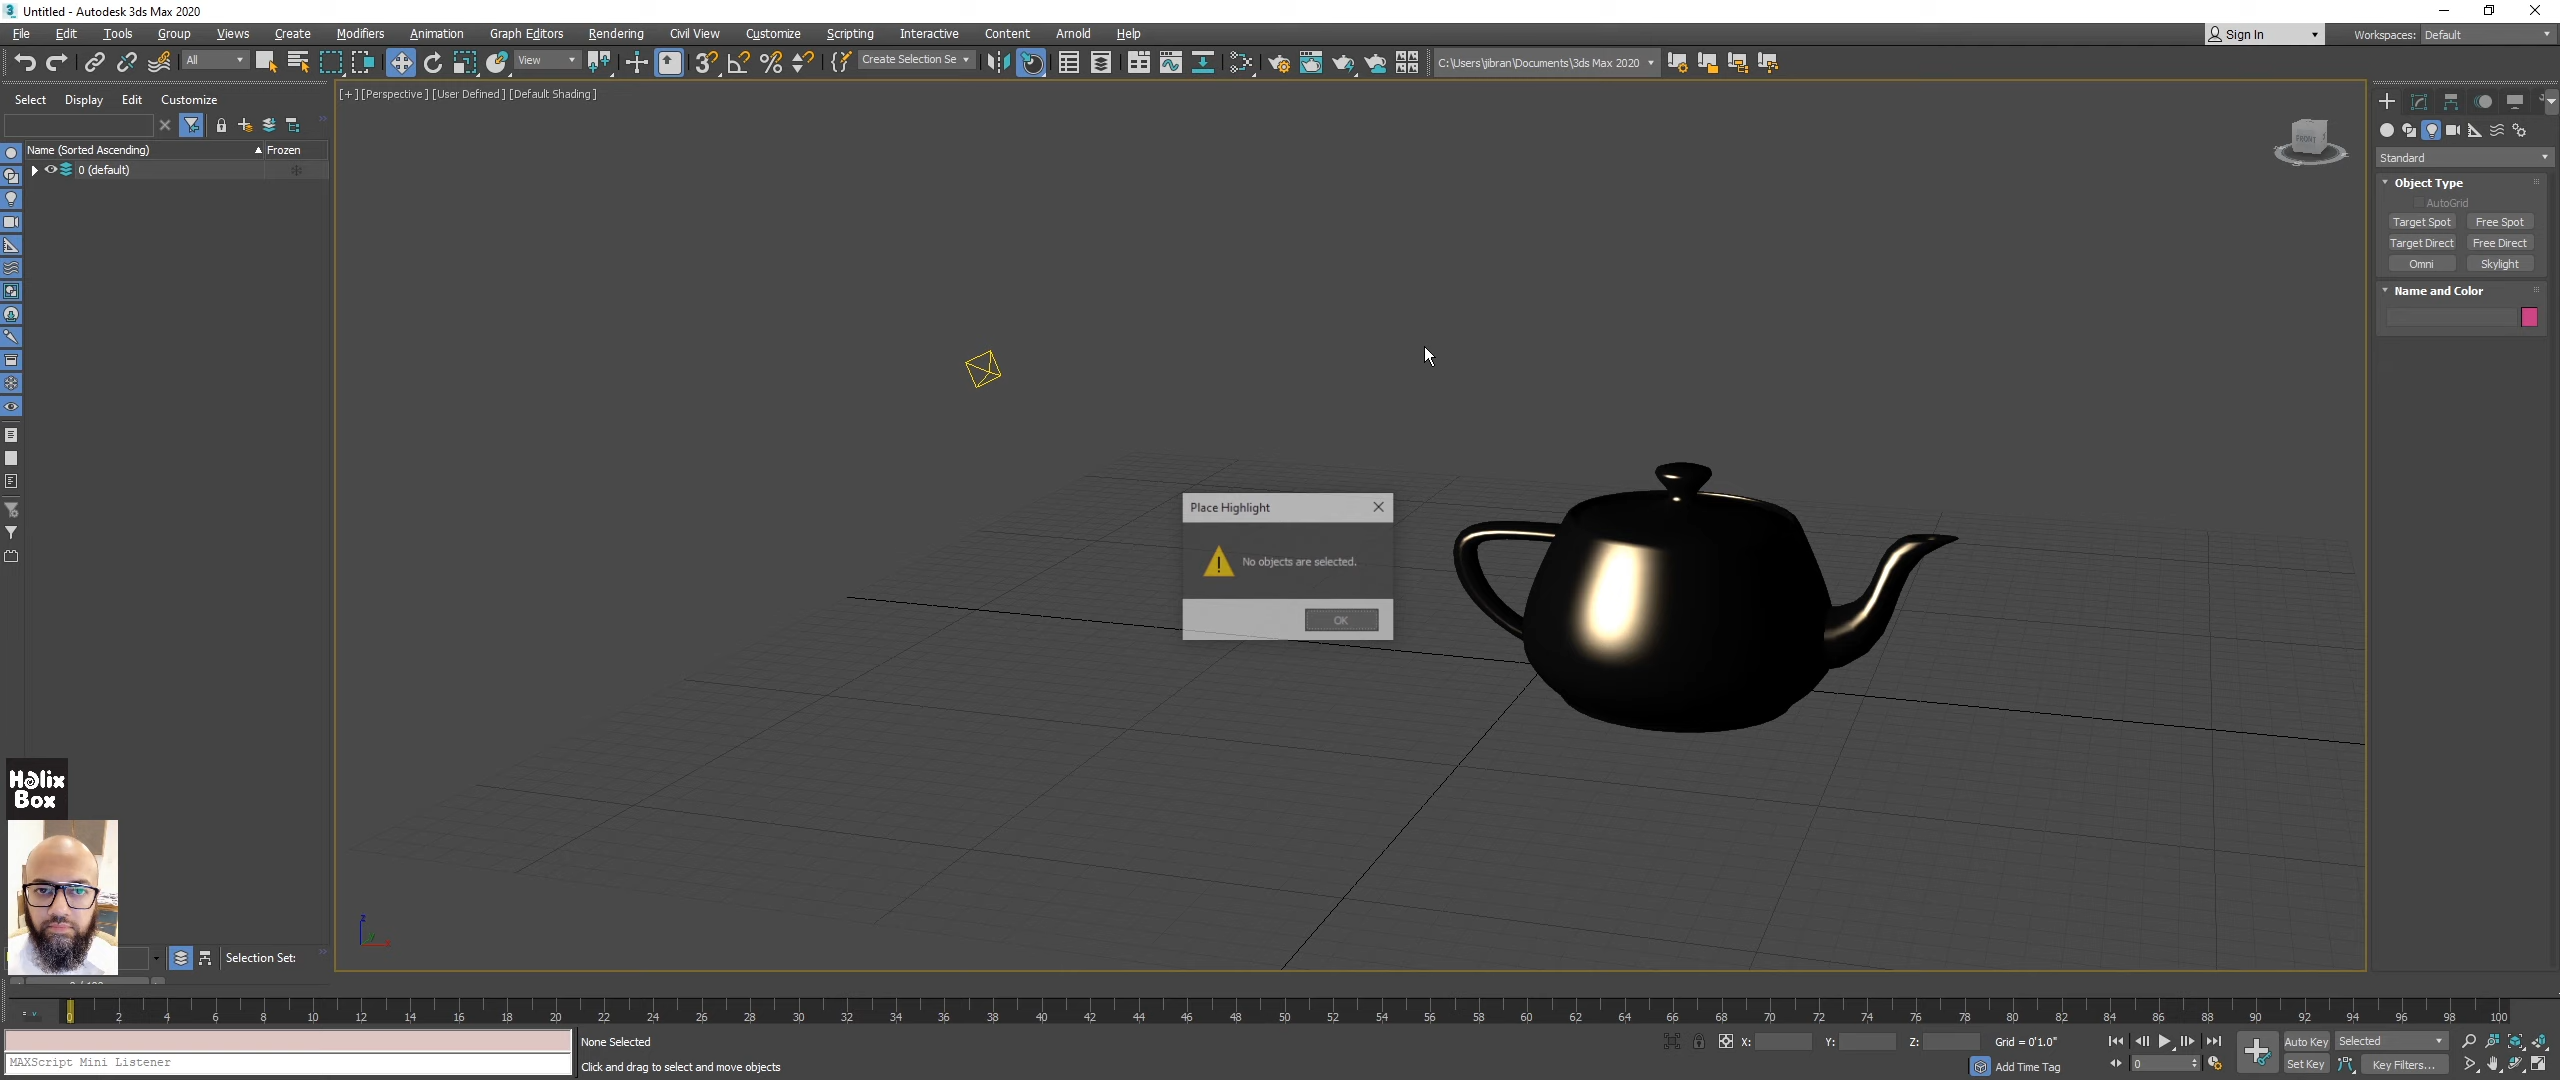 Untitled - Autodesk 3ds Max 2020
File Edit Tools Group Views Create Modifiers Animation Graph Editors Rendering Civil View Customize Scripting Interactive Content Arnold Help
Sign In
Workspaces: Default
All
View
Create Selection Se
C:\Users\jibran\Documents\3ds Max 2020
Select Display Edit Customize
[+] [Perspective ] [User Defined ] [Default Shading ]
Name (Sorted Ascending) Frozen
0 (default)
FRONT
Standard
Object Type
AutoGrid
Target Spot Free Spot
Target Direct Free Direct
Omni Skylight
Name and Color
Place Highlight
No objects are selected.
OK
Helix
Box
Selection Set:
0 2 4 6 8 10 12 14 16 18 20 22 24 26 28 30 32 34 36 38 40 42 44 46 48 50 52 54 56 58 60 62 64 66 68 70 72 74 76 78 80 82 84 86 88 90 92 94 96 98 100
None Selected
X: Y: Z: Grid = 0'1.0"
Auto Key Selected
MAXScript Mini Listener
Click and drag to select and move objects
Add Time Tag
0
Set Key Key Filters...